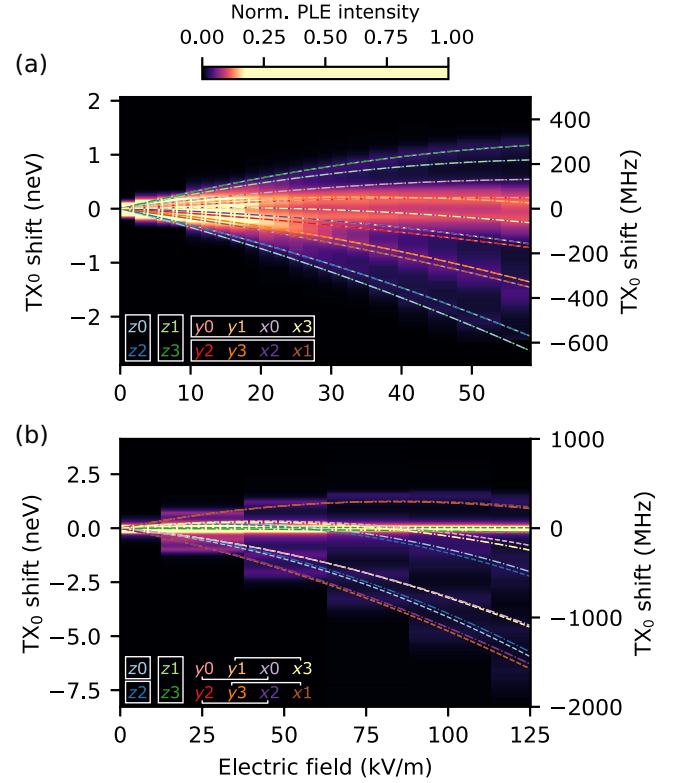 Norm. PLE intensity
0.00 0.25 0.50 0.75 1.00
(a)
2
1
0
−1
−2
TX₀ shift (neV)
400
200
0
−200
−400
−600
TX₀ shift (MHz)
z0 z1 y0 y1 x0 x3
z2 z3 y2 y3 x2 x1
0 10 20 30 40 50
(b)
2.5
0.0
−2.5
−5.0
−7.5
TX₀ shift (neV)
1000
0
−1000
−2000
TX₀ shift (MHz)
z0 z1 y0 y1 x0 x3
z2 z3 y2 y3 x2 x1
0 25 50 75 100 125
Electric field (kV/m)